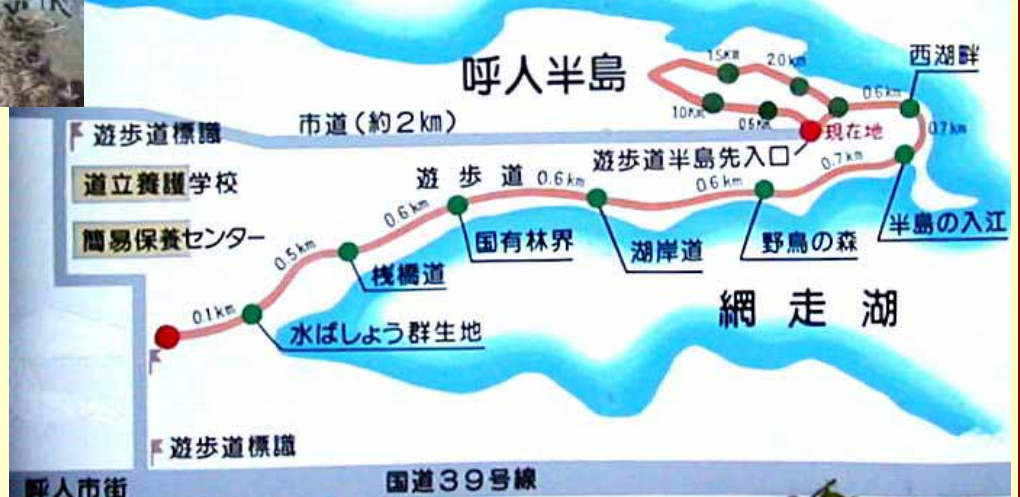 呼人半島
1.5Km
2.0km
西湖畔
0.6km
市道(約2km)
1.0Km
0.5Km
現在地
0.7km
遊歩道標識
遊歩道半島先入口
道立養護学校
遊歩道
0.6km
0.6km
0.7km
半島の入江
簡易保養センター
0.6km
国有林界
湖岸道
野鳥の森
0.5km
桟橋道
網走湖
0.1km
水ばしょう群生地
遊歩道標識
呼人市街
国道39号線